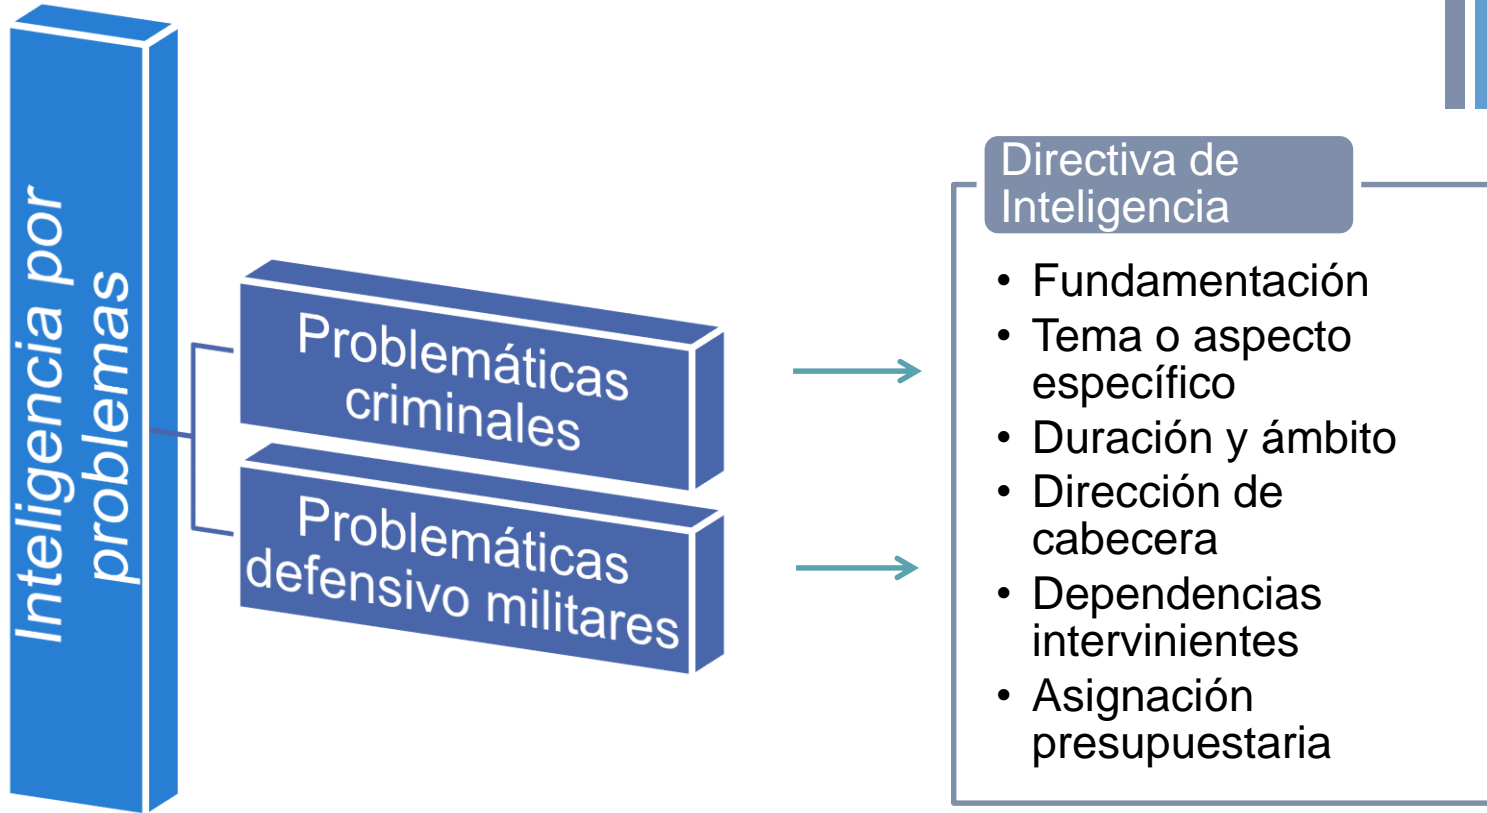 Inteligencia por
problemas
Problemáticas
criminales
Problemáticas
defensivo militares
Directiva de
Inteligencia
• Fundamentación
• Tema o aspecto
específico
• Duración y ámbito
• Dirección de
cabecera
• Dependencias
intervinientes
• Asignación
presupuestaria